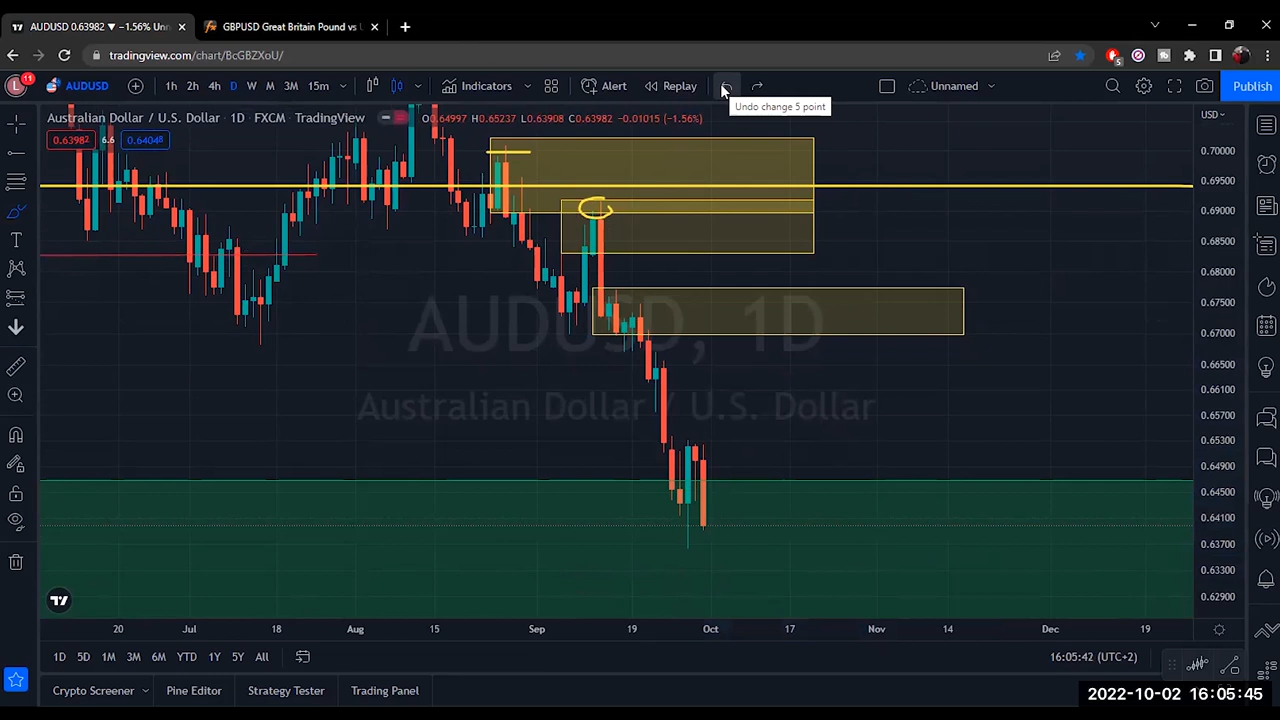 AUDUSD 0.63982 ▼ −1.56% Unn
GBPUSD Great Britain Pound vs U
tradingview.com/chart/BcGBZXoU/
5
L 11 AUDUSD 1h 2h 4h D W M 3M 15m Indicators Alert Replay Unnamed Publish
Undo change 5 point
Australian Dollar / U.S. Dollar · 1D · FXCM · TradingView O0.64997 H0.65237 L0.63908 C0.63982 −0.01015 (−1.56%)
USD
0.63982 6.6 0.64048
0.70000
0.69500
0.69000
0.68500
0.68000
0.67500
0.67000
0.66500
0.66100
0.65700
0.65300
0.64900
0.64500
0.64100
0.63700
0.63300
0.62900
AUDUSD, 1D
Australian Dollar / U.S. Dollar
20 Jul 18 Aug 15 Sep 19 Oct 17 Nov 14 Dec 19
1D 5D 1M 3M 6M YTD 1Y 5Y All 16:05:42 (UTC+2)
Crypto Screener Pine Editor Strategy Tester Trading Panel
2022-10-02 16:05:45